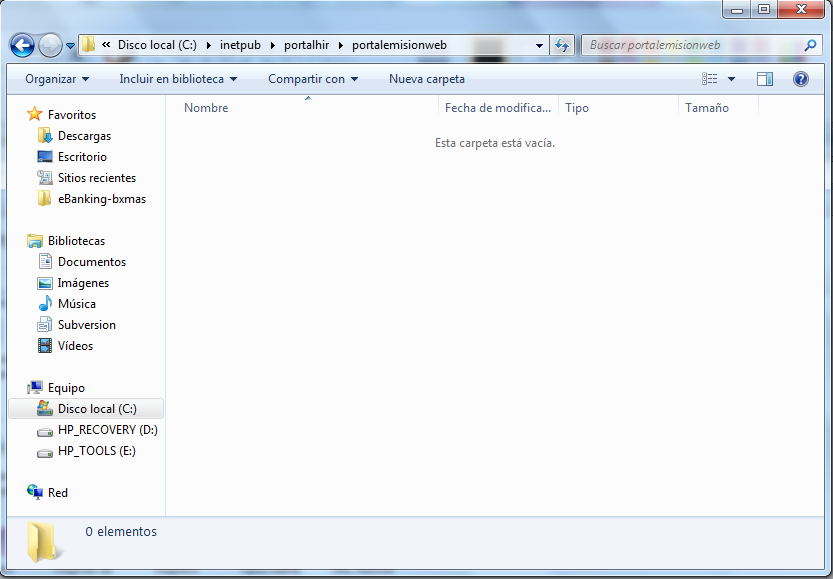 « Disco local (C:) ▸ inetpub ▸ portalhir ▸ portalemisionweb
Buscar portalemisionweb
Organizar Incluir en biblioteca Compartir con Nueva carpeta
Nombre Fecha de modifica... Tipo Tamaño
Esta carpeta está vacía.
Favoritos
Descargas
Escritorio
Sitios recientes
eBanking-bxmas
Bibliotecas
Documentos
Imágenes
Música
Subversion
Vídeos
Equipo
Disco local (C:)
HP_RECOVERY (D:)
HP_TOOLS (E:)
Red
0 elementos